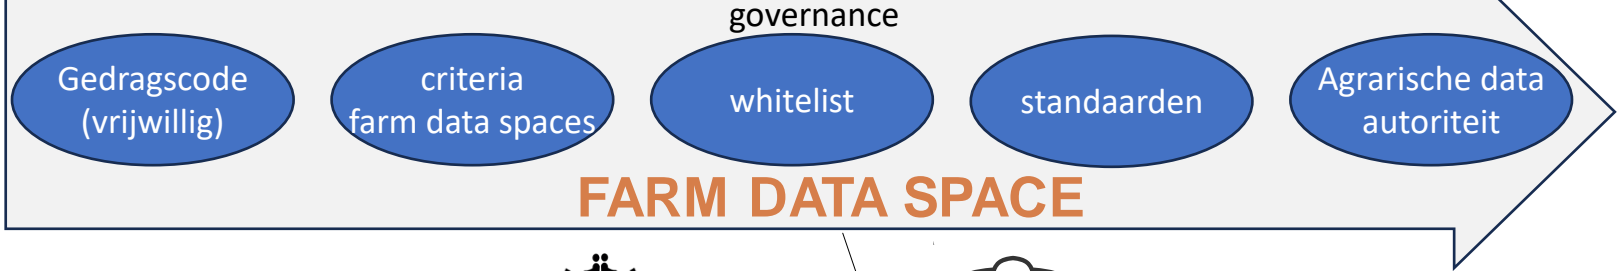 governance
Gedragscode
(vrijwillig)
criteria
farm data spaces
whitelist
standaarden
Agrarische data
autoriteit
FARM DATA SPACE